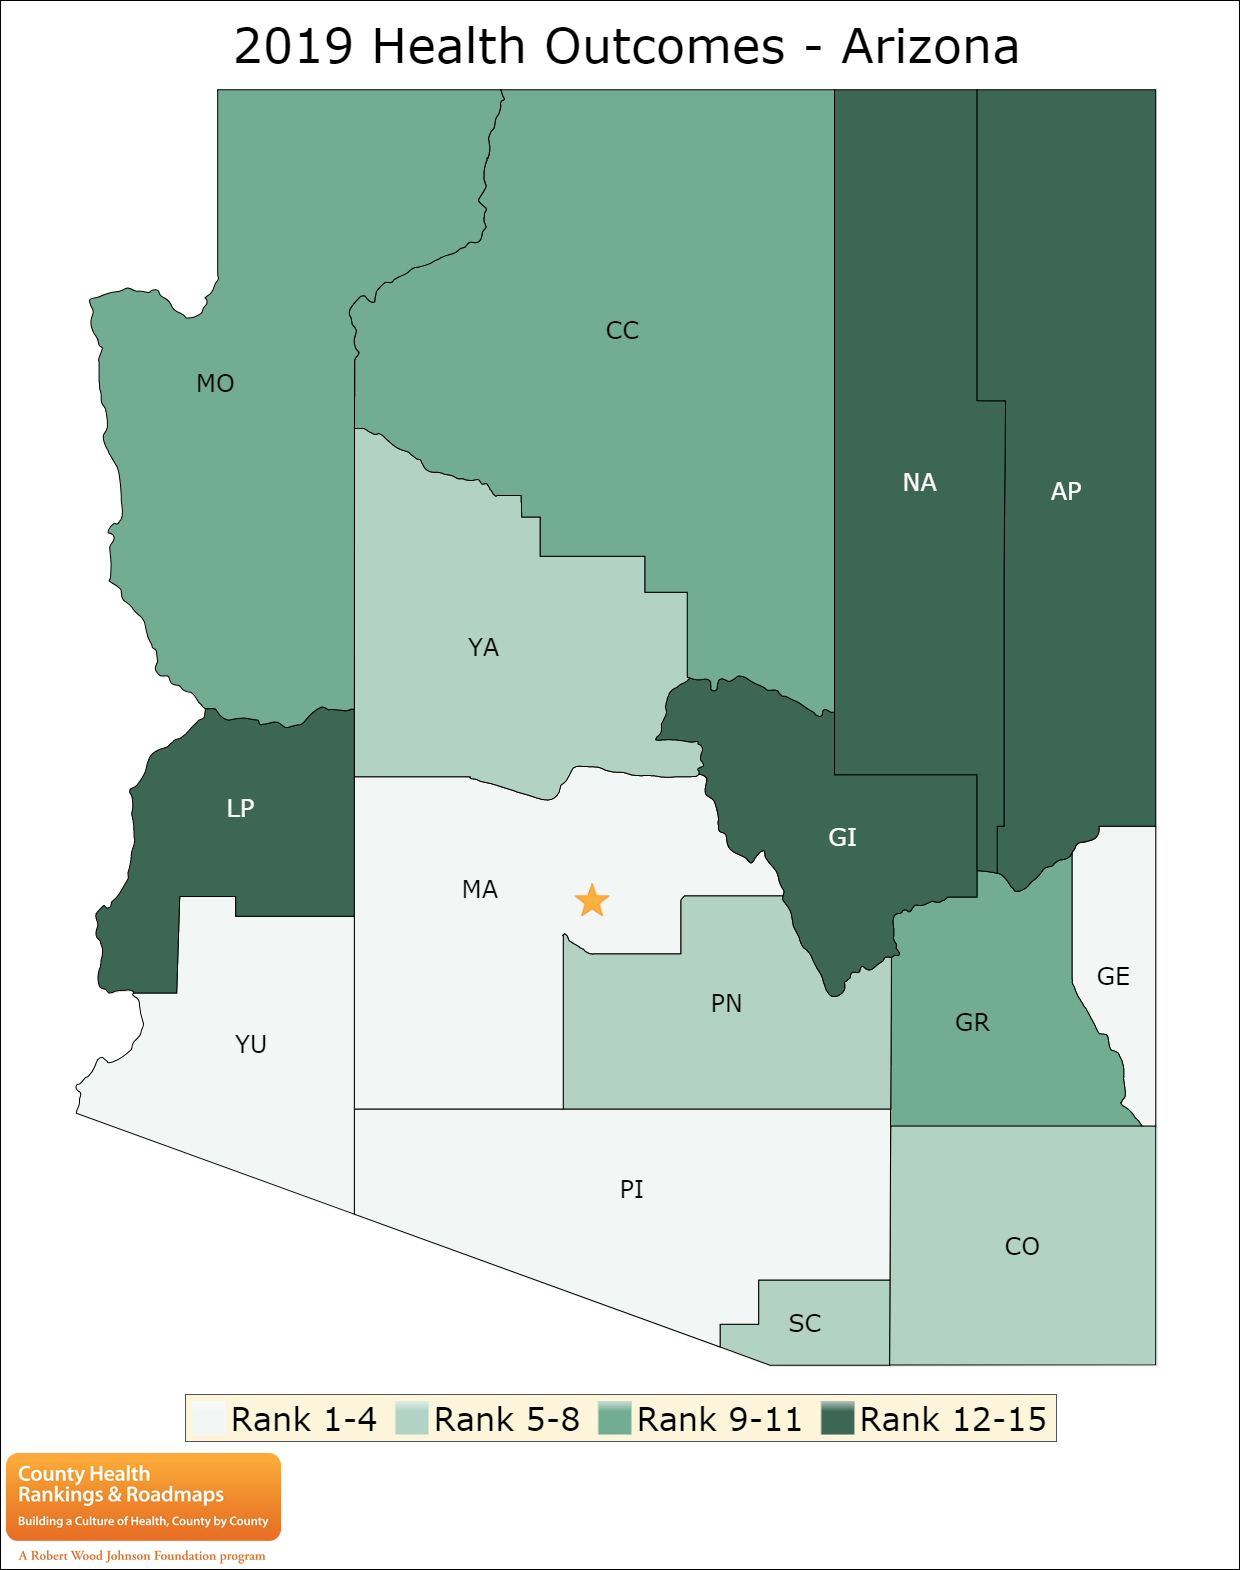 2019 Health Outcomes - Arizona
CC
MO
NA
AP
YA
LP
GI
MA
GE
PN
GR
YU
PI
CO
SC
Rank 1-4 Rank 5-8 Rank 9-11 Rank 12-15
County Health
Rankings & Roadmaps
Building a Culture of Health, County by County
A Robert Wood Johnson Foundation program